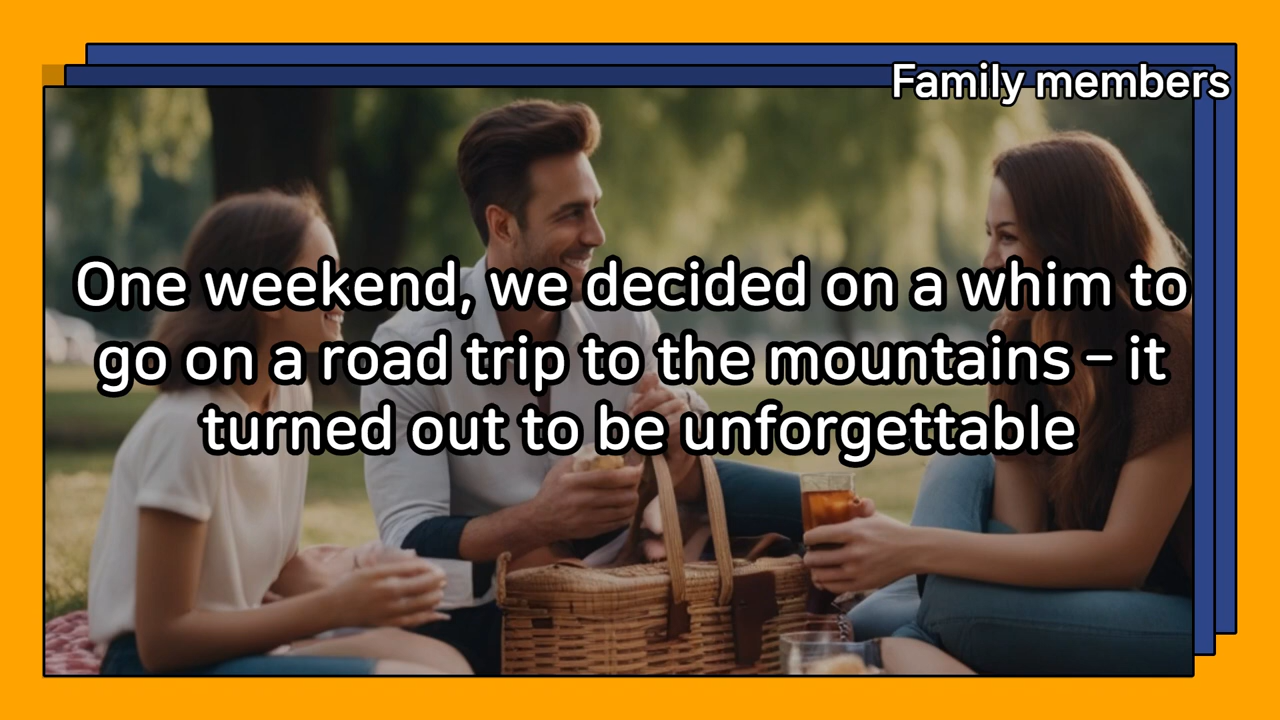 Family members
One weekend, we decided on a whim to
go on a road trip to the mountains – it
turned out to be unforgettable